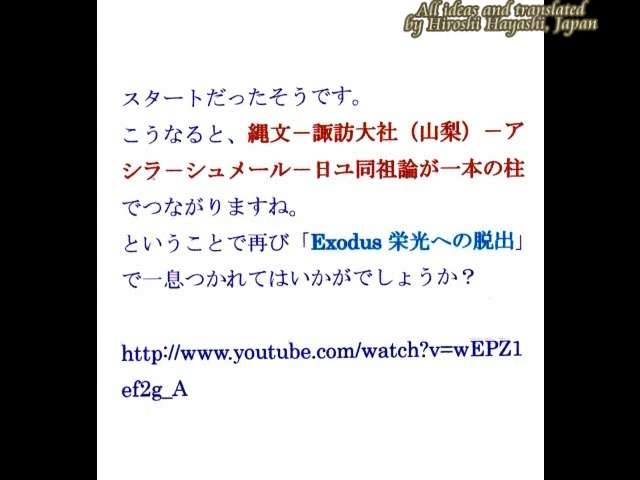 All ideas and translated
by Hiroshi Hayashi, Japan
スタートだったそうです。
こうなると、縄文－諏訪大社（山梨）－ア
シラ－シュメール－日ユ同祖論が一本の柱
でつながりますね。
ということで再び「Exodus 栄光への脱出」
で一息つかれてはいかがでしょうか？
http://www.youtube.com/watch?v=wEPZ1
ef2g_A